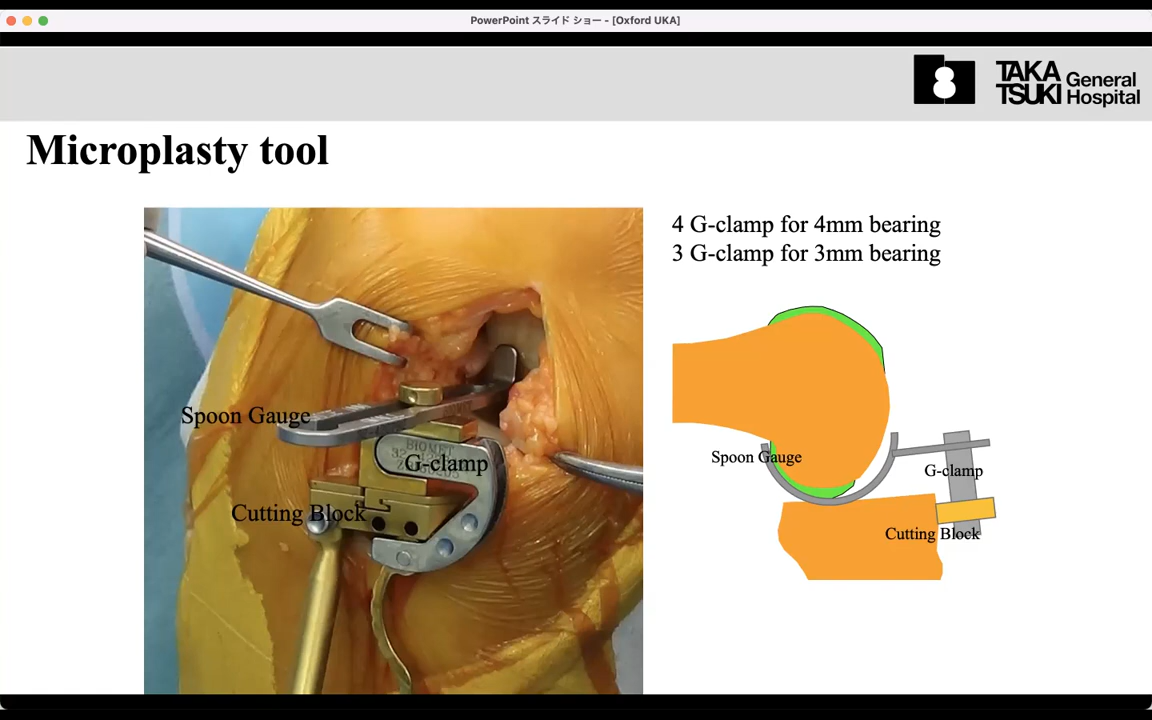 PowerPoint スライド ショー - [Oxford UKA]
TAKA
TSUKI
General
Hospital
Microplasty tool
4 G-clamp for 4mm bearing
3 G-clamp for 3mm bearing
Spoon Gauge
BIOMET
G-clamp
Cutting Block
Spoon Gauge
G-clamp
Cutting Block